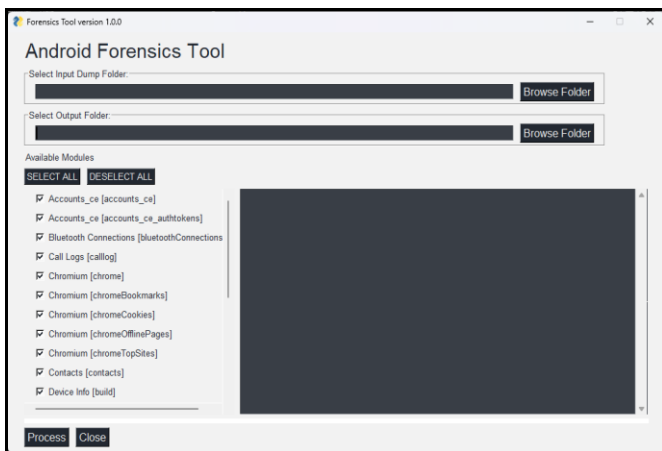 Forensics Tool version 1.0.0
Android Forensics Tool
Select Input Dump Folder:
Browse Folder
Select Output Folder:
Browse Folder
Available Modules
SELECT ALL DESELECT ALL
Accounts_ce [accounts_ce]
Accounts_ce [accounts_ce_authtokens]
Bluetooth Connections [bluetoothConnections
Call Logs [calllog]
Chromium [chrome]
Chromium [chromeBookmarks]
Chromium [chromeCookies]
Chromium [chromeOfflinePages]
Chromium [chromeTopSites]
Contacts [contacts]
Device Info [build]
Process Close